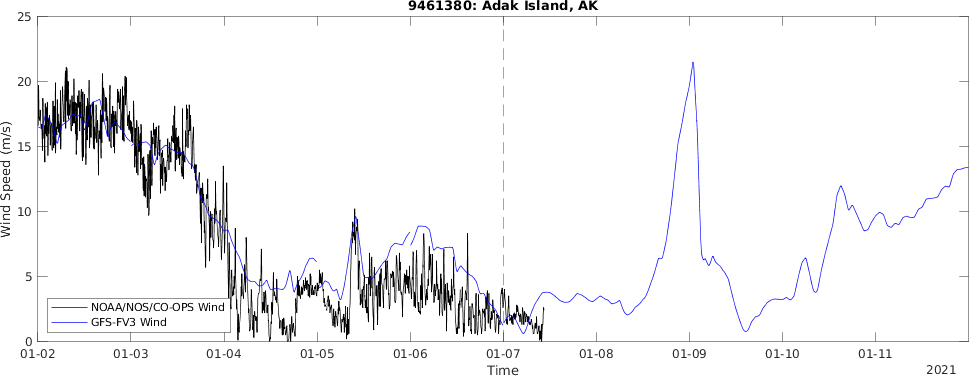 9461380: Adak Island, AK
Wind Speed (m/s)
25
20
15
10
5
0
NOAA/NOS/CO-OPS Wind
GFS-FV3 Wind
01-02 01-03 01-04 01-05 01-06 01-07 01-08 01-09 01-10 01-11
Time
2021